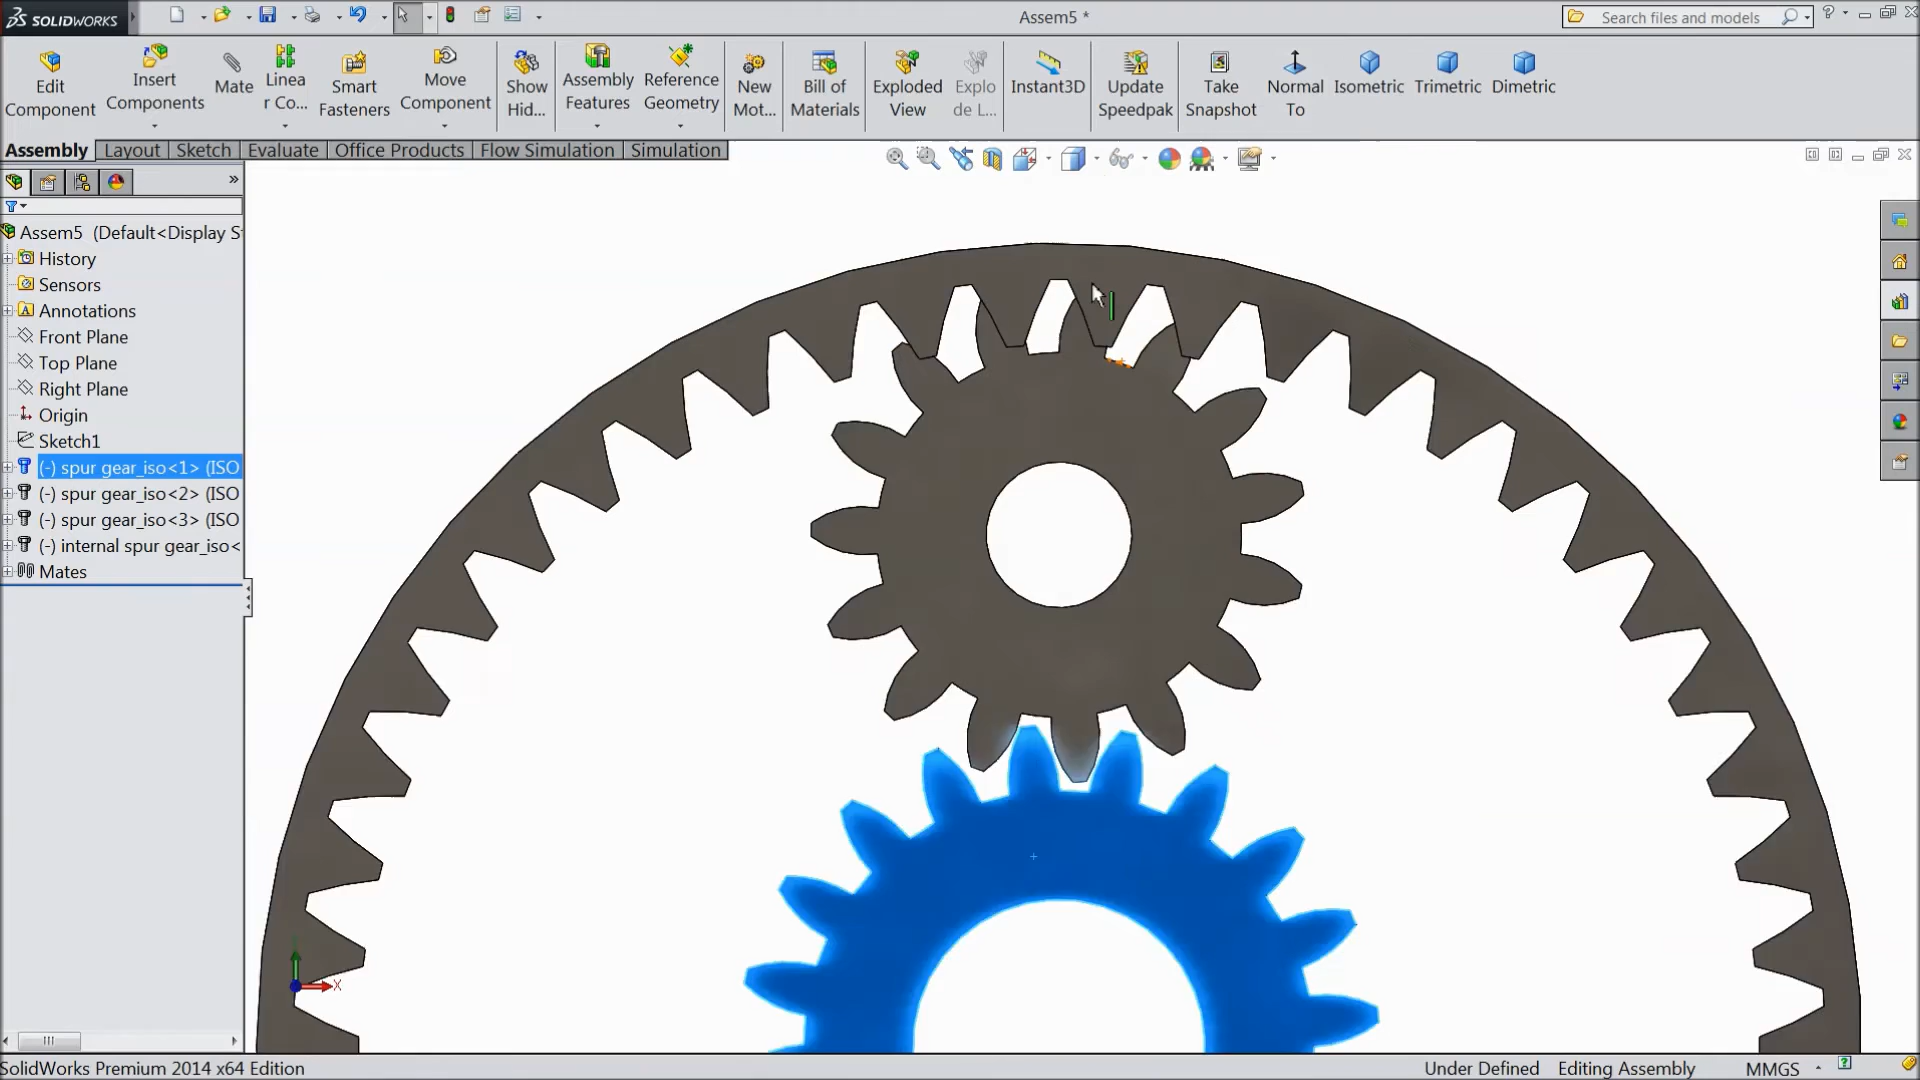 SOLIDWORKS
Assem5 *
Search files and models
Edit Component
Insert Components
Mate
Linea r Co...
Smart Fasteners
Move Component
Show Hid...
Assembly Features
Reference Geometry
New Mot...
Bill of Materials
Exploded View
Explo de L...
Instant3D
Update Speedpak
Take Snapshot
Normal To
Isometric
Trimetric
Dimetric
Assembly Layout Sketch Evaluate Office Products Flow Simulation Simulation
Assem5 (Default<Display S
History
Sensors
Annotations
Front Plane
Top Plane
Right Plane
Origin
Sketch1
(-) spur gear_iso<1> (ISO
(-) spur gear_iso<2> (ISO
(-) spur gear_iso<3> (ISO
(-) internal spur gear_iso<
Mates
X
SolidWorks Premium 2014 x64 Edition
Under Defined
Editing Assembly
MMGS